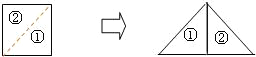 ②
①
① ②